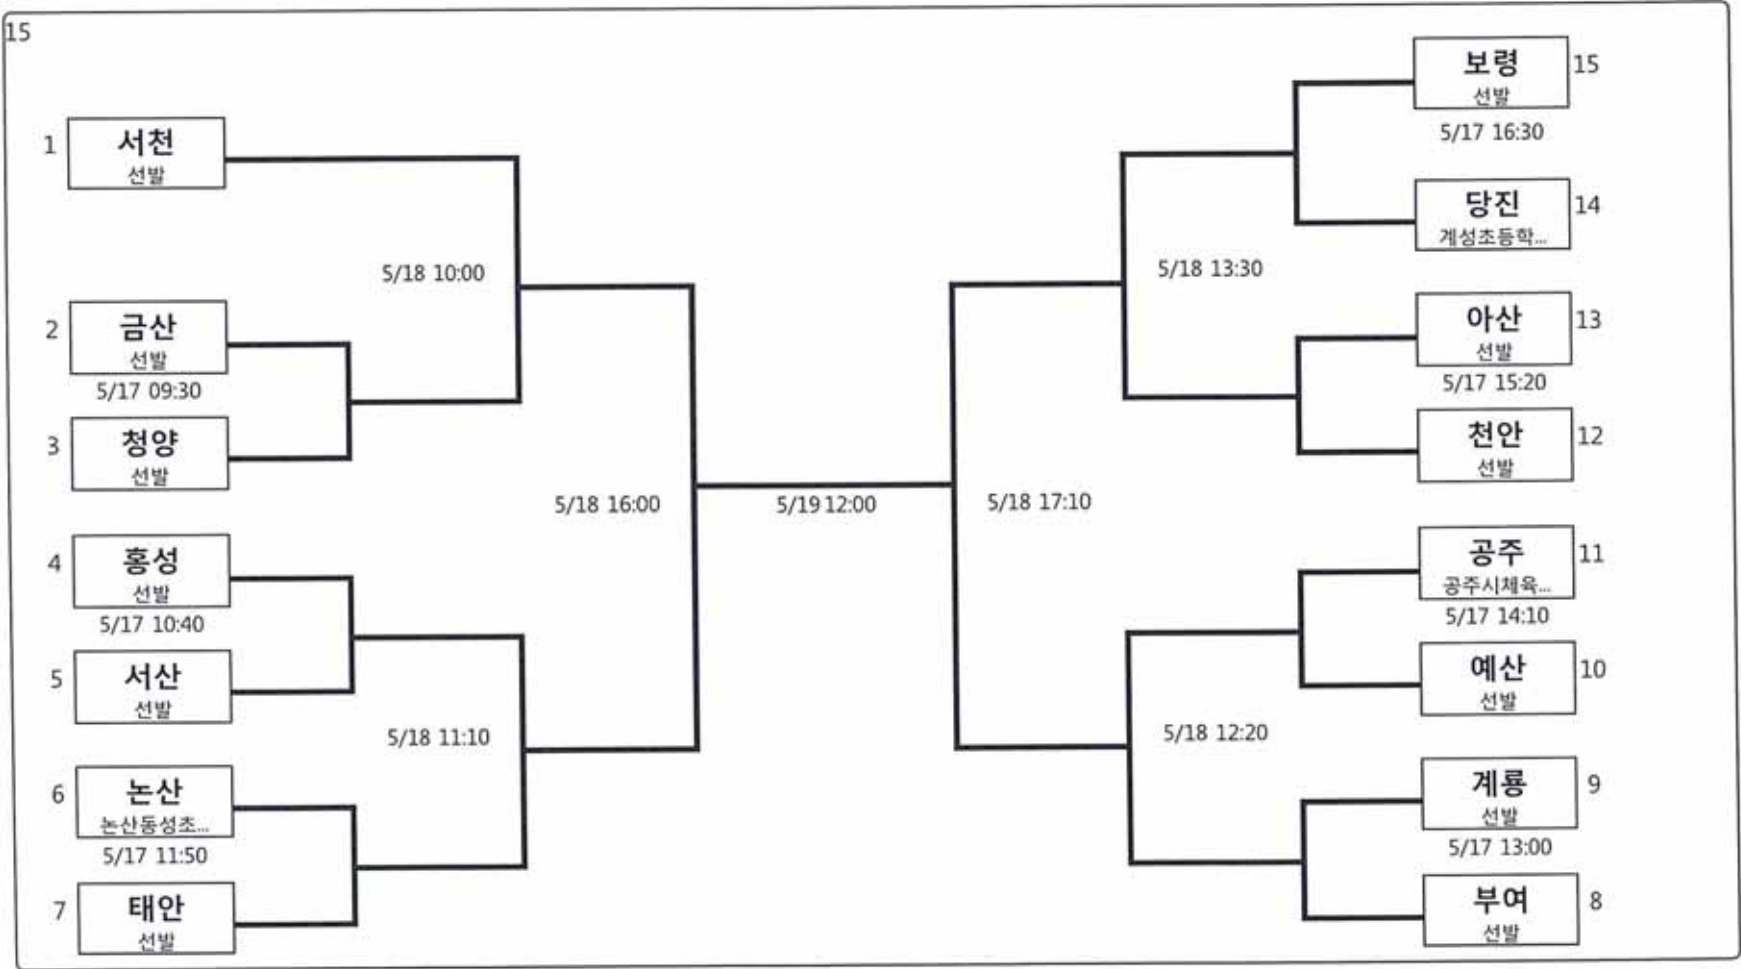 15
1
서천
선발
5/18 10:00
2
금산
선발
5/17 09:30
3
청양
선발
5/18 16:00
4
홍성
선발
5/17 10:40
5
서산
선발
5/18 11:10
6
논산
논산동성초...
5/17 11:50
7
태안
선발
5/19 12:00
보령
15
선발
5/17 16:30
당진
14
계성초등학...
5/18 13:30
아산
13
선발
5/17 15:20
천안
12
선발
5/18 17:10
공주
11
공주시체육...
5/17 14:10
예산
10
선발
5/18 12:20
계룡
9
선발
5/17 13:00
부여
8
선발